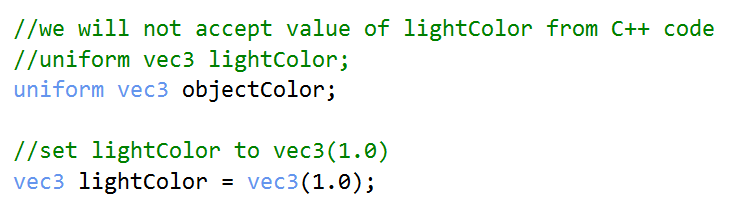 //we will not accept value of lightColor from C++ code
//uniform vec3 lightColor;
uniform vec3 objectColor;

//set lightColor to vec3(1.0)
vec3 lightColor = vec3(1.0);